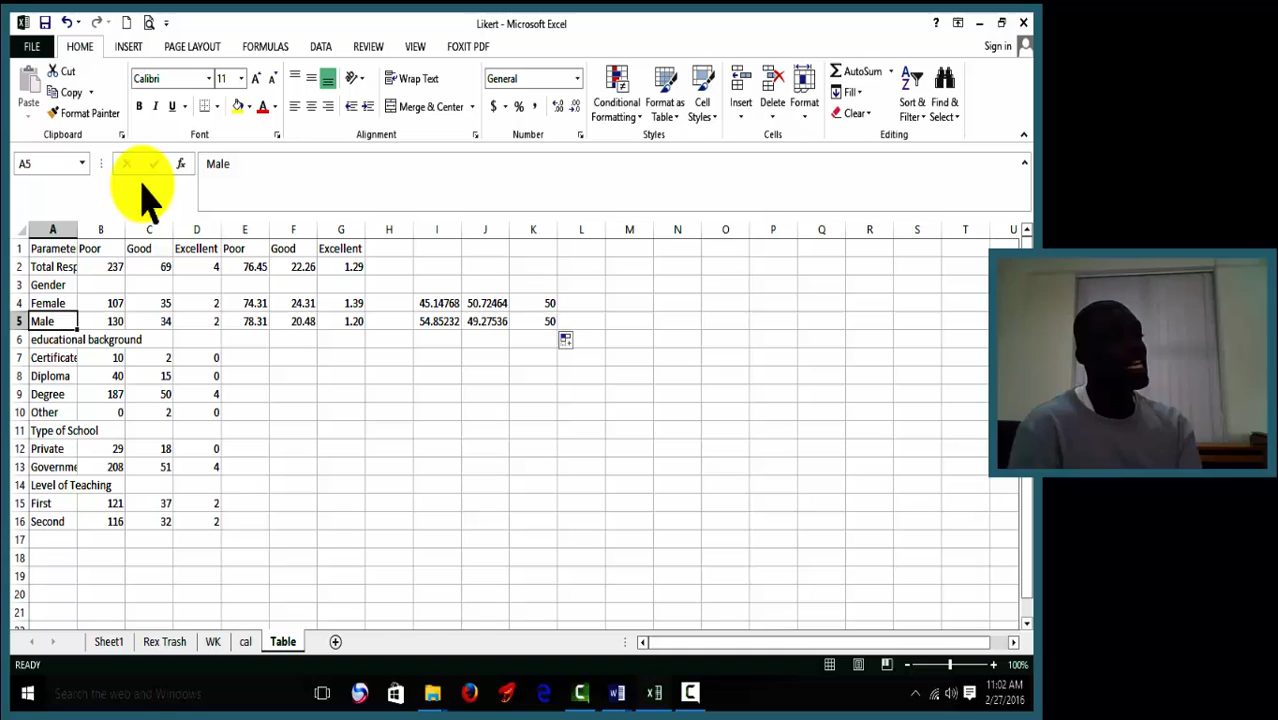 Likert - Microsoft Excel
FILE HOME INSERT PAGE LAYOUT FORMULAS DATA REVIEW VIEW FOXIT PDF Sign in
Paste Cut Copy Format Painter
Calibri 11
B I U A
Wrap Text
Merge & Center
General
$ % ,
Conditional Formatting Format as Table Cell Styles
Insert Delete Format
AutoSum Fill Clear
Sort & Filter Find & Select
Clipboard Font Alignment Number Styles Cells Editing
A5 fx Male
A B C D E F G H I J K L M N O P Q R S T U
1 Paramete Poor Good Excellent Poor Good Excellent
2 Total Resp 237 69 4 76.45 22.26 1.29
3 Gender
4 Female 107 35 2 74.31 24.31 1.39 45.14768 50.72464 50
5 Male 130 34 2 78.31 20.48 1.20 54.85232 49.27536 50
6 educational background
7 Certificate 10 2 0
8 Diploma 40 15 0
9 Degree 187 50 4
10 Other 0 2 0
11 Type of School
12 Private 29 18 0
13 Governme 208 51 4
14 Level of Teaching
15 First 121 37 2
16 Second 116 32 2
17
18
19
20
21
Sheet1 Rex Trash WK cal Table
READY 100%
Search the web and Windows
11:02 AM
2/27/2016